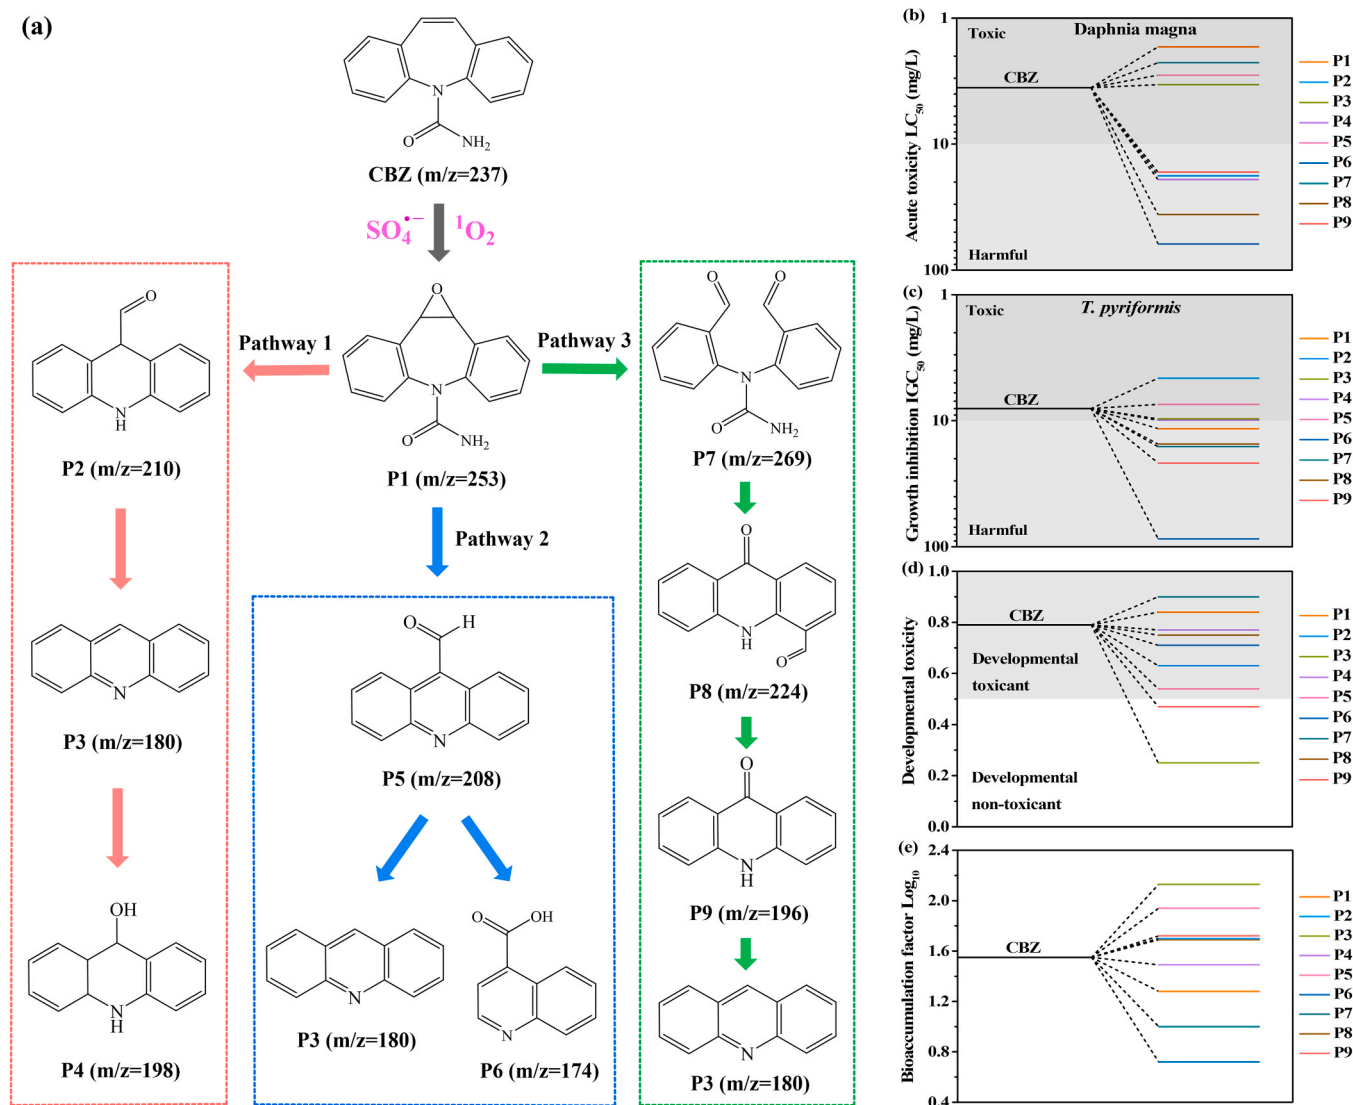 (a)
O
N
O
NH2
CBZ (m/z=237)
SO4•− 1O2
O
N
H
P2 (m/z=210)
Pathway 1
O
N
O
NH2
P1 (m/z=253)
Pathway 3
O
O
N
O
NH2
P7 (m/z=269)
Pathway 2
N
P3 (m/z=180)
O
H
N
P5 (m/z=208)
O
NH
O
P8 (m/z=224)
OH
N
H
P4 (m/z=198)
N
P3 (m/z=180)
O
OH
N
P6 (m/z=174)
O
N
H
P9 (m/z=196)
N
P3 (m/z=180)
(b)
Acute toxicity LC50 (mg/L)
1
10
100
Toxic
Daphnia magna
CBZ
Harmful
P1
P2
P3
P4
P5
P6
P7
P8
P9
(c)
Growth inhibition IGC50 (mg/L)
1
10
100
Toxic
T. pyriformis
CBZ
Harmful
P1
P2
P3
P4
P5
P6
P7
P8
P9
(d)
Developmental toxicity
1.0
0.8
0.6
0.4
0.2
0.0
CBZ
Developmental
toxicant
Developmental
non-toxicant
P1
P2
P3
P4
P5
P6
P7
P8
P9
(e)
Bioaccumulation factor Log10
2.4
2.0
1.6
1.2
0.8
0.4
CBZ
P1
P2
P3
P4
P5
P6
P7
P8
P9